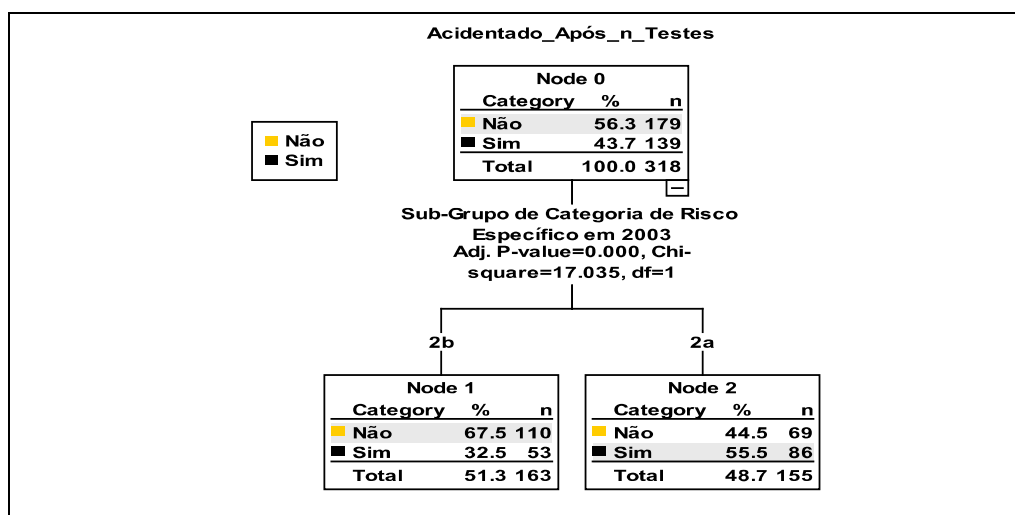 Acidentado_Após_n_Testes
Não
Sim
Node 0
Category % n
Não 56.3 179
Sim 43.7 139
Total 100.0 318
Sub-Grupo de Categoria de Risco
Específico em 2003
Adj. P-value=0.000, Chi-
square=17.035, df=1
2b
2a
Node 1
Category % n
Não 67.5 110
Sim 32.5 53
Total 51.3 163
Node 2
Category % n
Não 44.5 69
Sim 55.5 86
Total 48.7 155